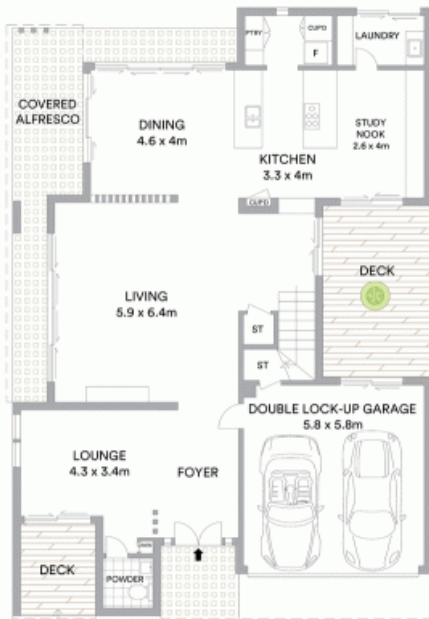 PTRY
CUP'D
F
LAUNDRY
COVERED
ALFRESCO
DINING
4.6 x 4m
STUDY
NOOK
2.6 x 4m
KITCHEN
3.3 x 4m
CUP'D
DECK
LIVING
5.9 x 6.4m
ST
ST
DOUBLE LOCK-UP GARAGE
5.8 x 5.8m
LOUNGE
4.3 x 3.4m
FOYER
DECK
POWDER